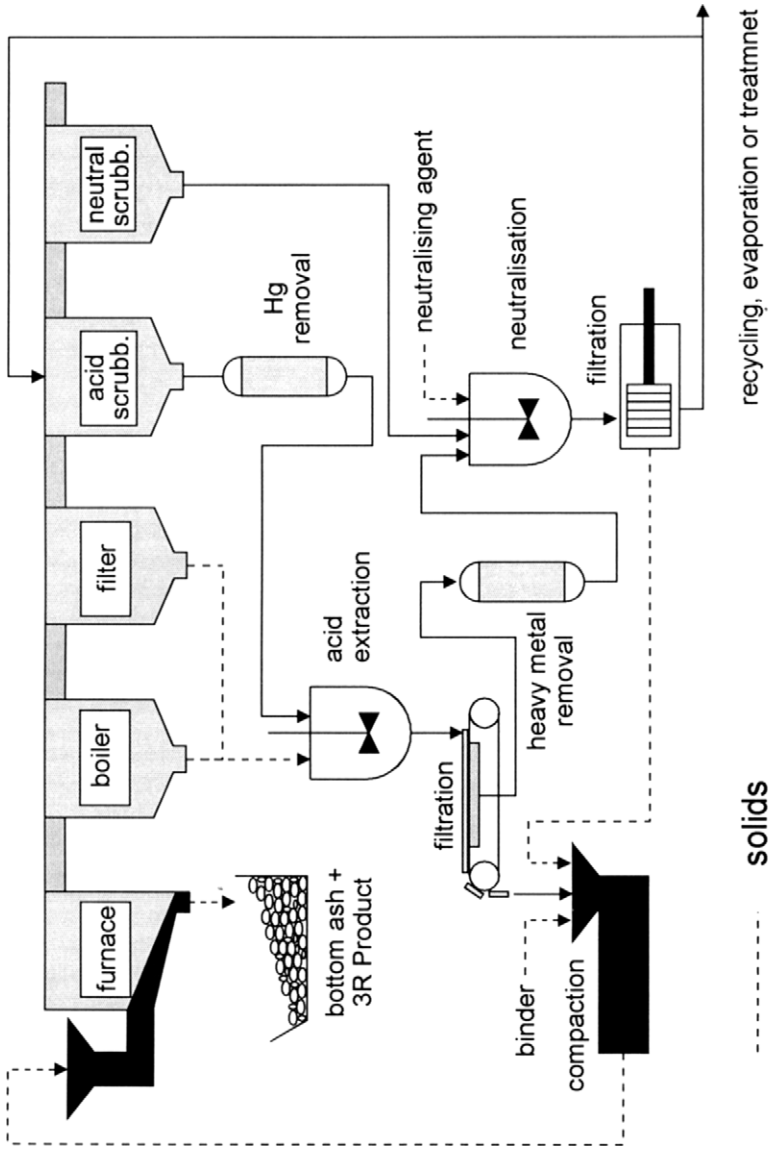 furnace
boiler
filter
acid
scrubb.
neutral
scrubb.
Hg
removal
bottom ash +
3R Product
acid
extraction
neutralising agent
neutralisation
filtration
heavy metal
removal
filtration
binder
compaction
solids
recycling, evaporation or treatmnet